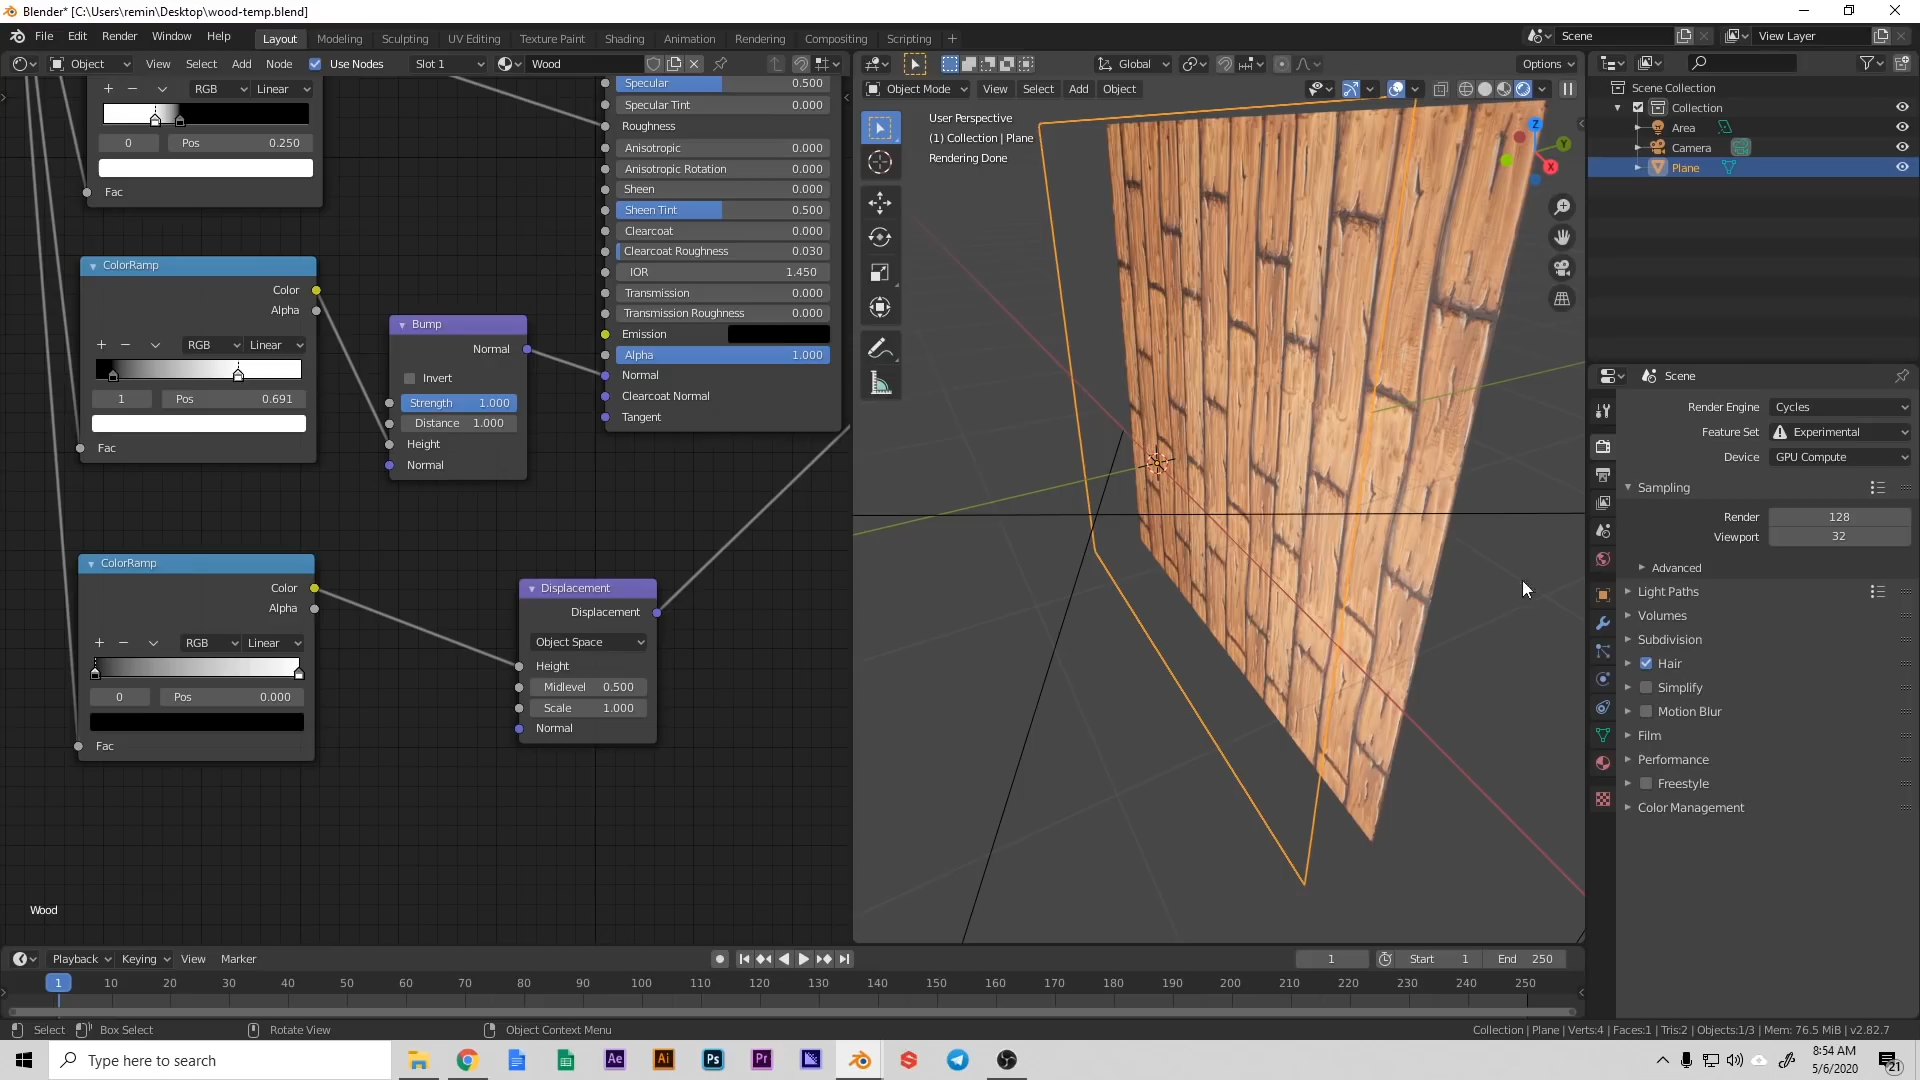 Blender* [C:\Users\remin\Desktop\wood-temp.blend]
File Edit Render Window Help Layout Modeling Sculpting UV Editing Texture Paint Shading Animation Rendering Compositing Scripting + Scene View Layer
Object View Select Add Node Use Nodes Slot 1 Wood Global Options
Object Mode View Select Add Object
RGB Linear
0 Pos 0.250
Fac
Specular 0.500
Specular Tint 0.000
Roughness
Anisotropic 0.000
Anisotropic Rotation 0.000
Sheen 0.000
Sheen Tint 0.500
Clearcoat 0.000
Clearcoat Roughness 0.030
IOR 1.450
Transmission 0.000
Transmission Roughness 0.000
Emission
Alpha 1.000
Normal
Clearcoat Normal
Tangent
ColorRamp
Color
Alpha
RGB Linear
1 Pos 0.691
Fac
Bump
Normal
Invert
Strength 1.000
Distance 1.000
Height
Normal
ColorRamp
Color
Alpha
RGB Linear
0 Pos 0.000
Fac
Displacement
Displacement
Object Space
Height
Midlevel 0.500
Scale 1.000
Normal
Wood
User Perspective
(1) Collection | Plane
Rendering Done
Z
Y
X
Scene Collection
Collection
Area
Camera
Plane
Scene
Render Engine Cycles
Feature Set Experimental
Device GPU Compute
Sampling
Render 128
Viewport 32
Advanced
Light Paths
Volumes
Subdivision
Hair
Simplify
Motion Blur
Film
Performance
Freestyle
Color Management
Playback Keying View Marker 1 Start 1 End 250
1 10 20 30 40 50 60 70 80 90 100 110 120 130 140 150 160 170 180 190 200 210 220 230 240 250
Select Box Select Rotate View Object Context Menu Collection | Plane | Verts:4 | Faces:1 | Tris:2 | Objects:1/3 | Mem: 76.5 MiB | v2.82.7
Type here to search Ae Ai Ps Pr 8:54 AM
5/6/2020 21